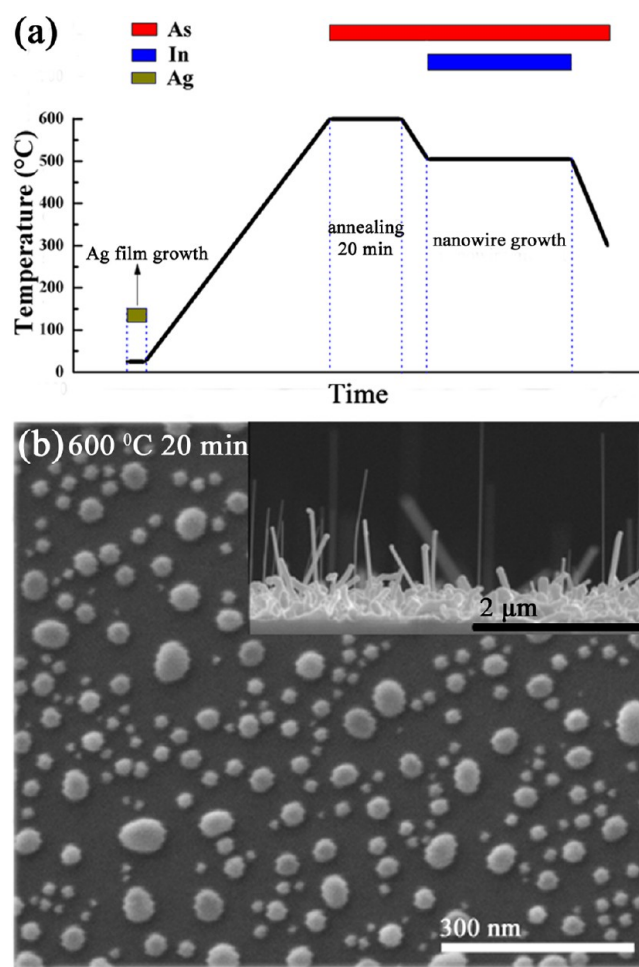 (a)
As
In
Ag
Temperature (°C)
600
500
400
300
200
100
0
Ag film growth
annealing
20 min
nanowire growth
Time
(b) 600 ⁰C 20 min
2 µm
300 nm